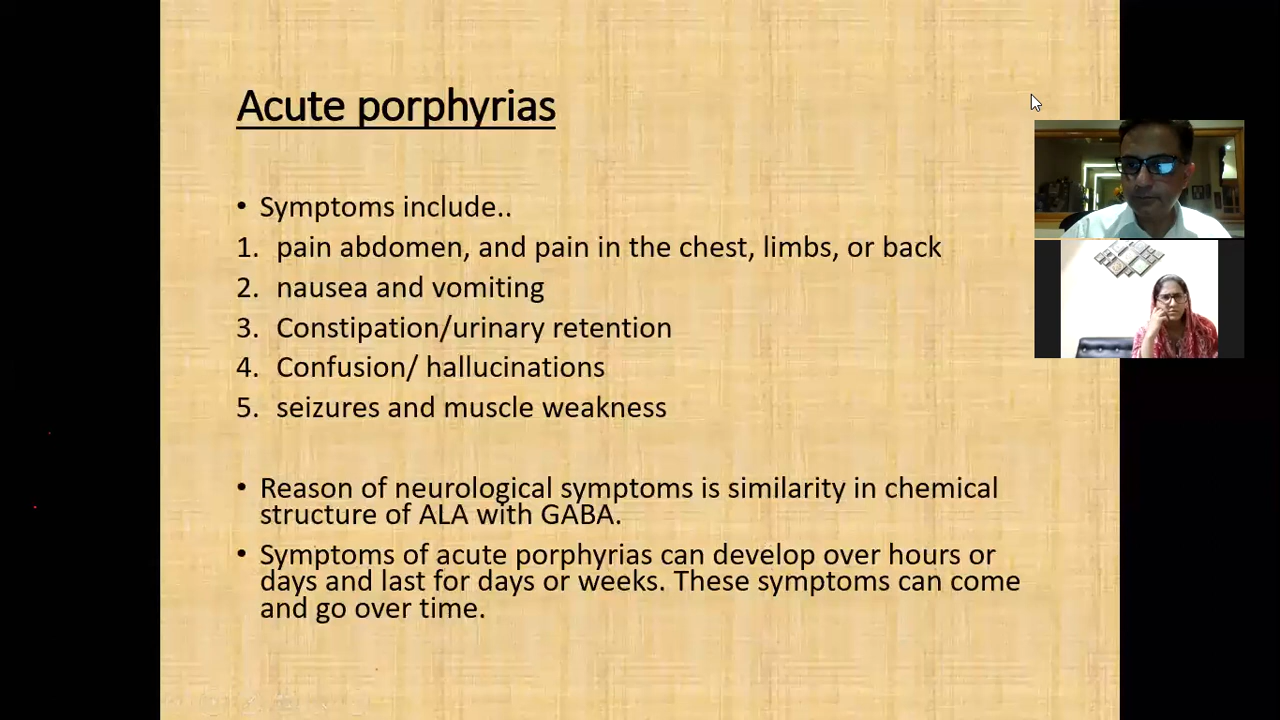 Acute porphyrias
• Symptoms include..
1. pain abdomen, and pain in the chest, limbs, or back
2. nausea and vomiting
3. Constipation/urinary retention
4. Confusion/ hallucinations
5. seizures and muscle weakness
• Reason of neurological symptoms is similarity in chemical
structure of ALA with GABA.
• Symptoms of acute porphyrias can develop over hours or
days and last for days or weeks. These symptoms can come
and go over time.